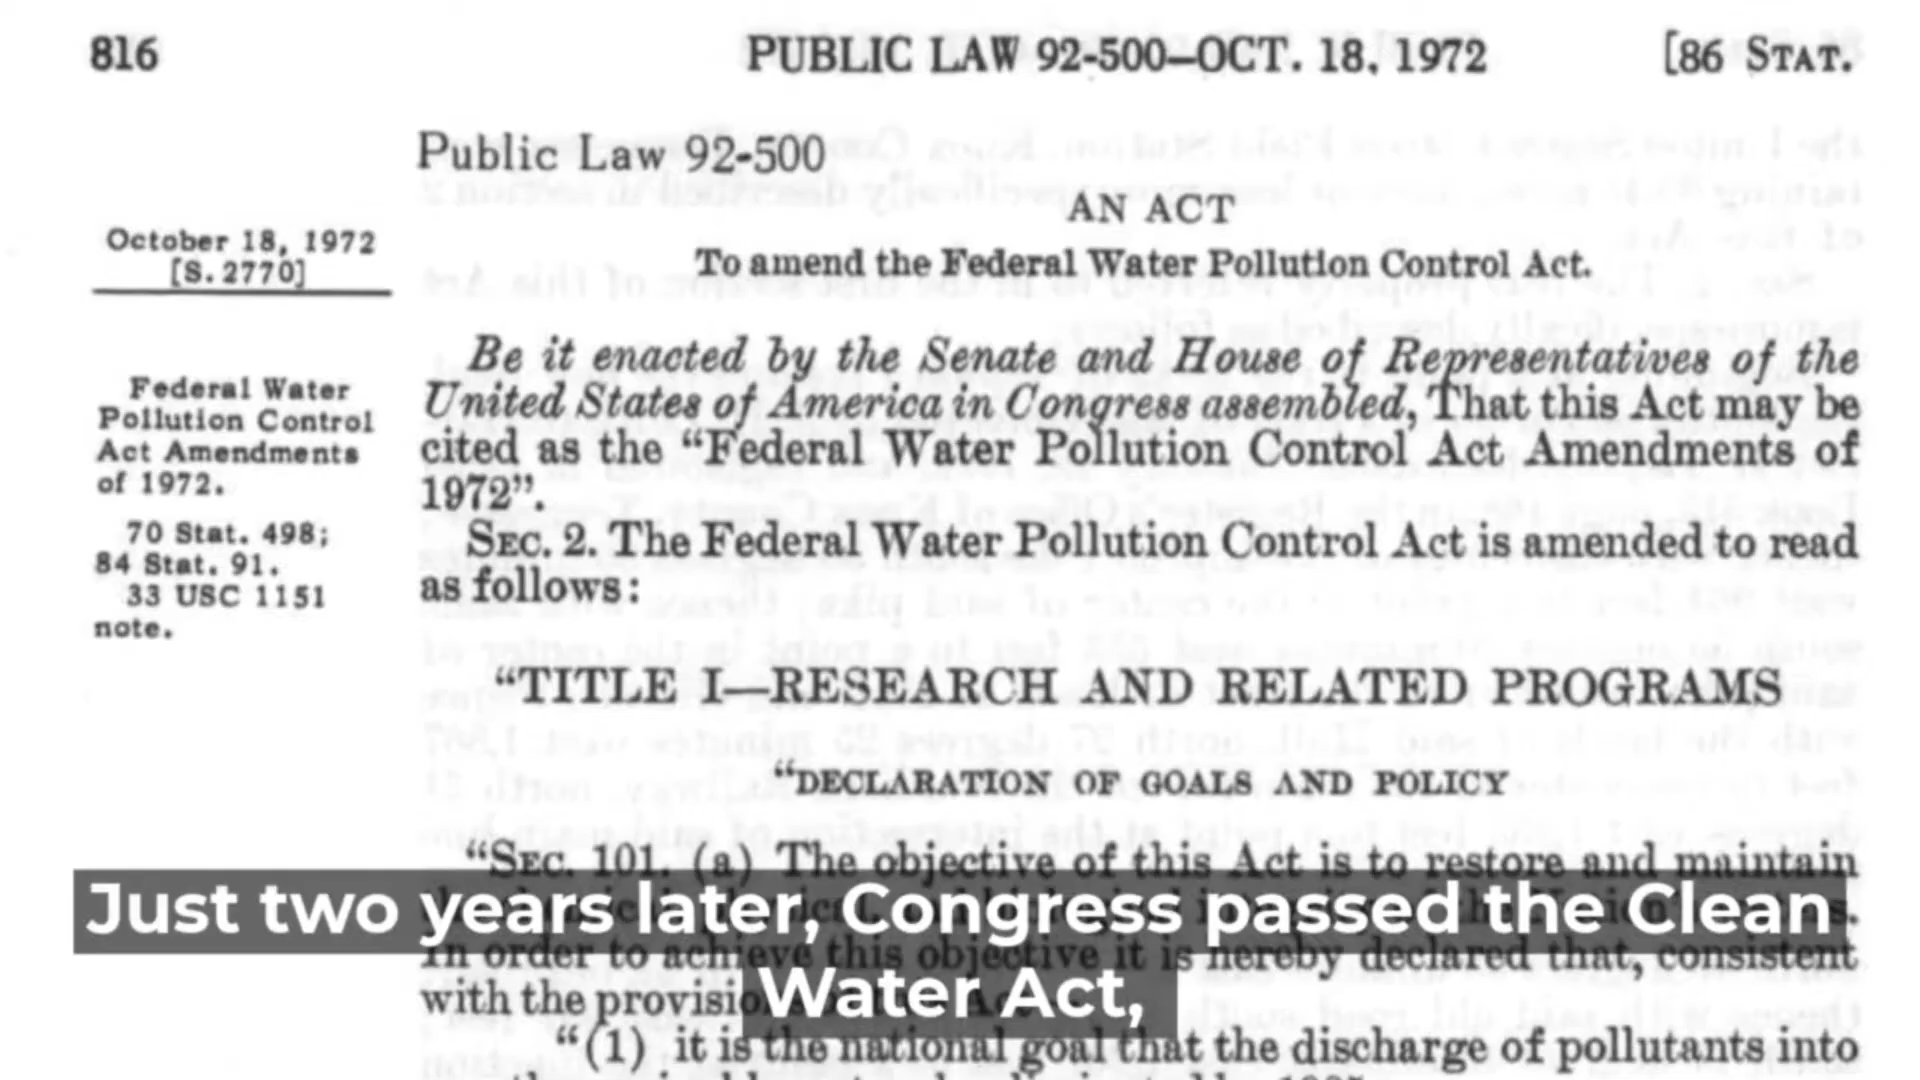 816 PUBLIC LAW 92-500–OCT. 18, 1972 [86 STAT.
Public Law 92-500
AN ACT
October 18, 1972
[S. 2770]
To amend the Federal Water Pollution Control Act.
Be it enacted by the Senate and House of Representatives of the
United States of America in Congress assembled, That this Act may be
cited as the “Federal Water Pollution Control Act Amendments of
1972”.
Federal Water
Pollution Control
Act Amendments
of 1972.
70 Stat. 498;
84 Stat. 91.
33 USC 1151
note.
SEC. 2. The Federal Water Pollution Control Act is amended to read
as follows:
“TITLE I—RESEARCH AND RELATED PROGRAMS
“DECLARATION OF GOALS AND POLICY
“SEC. 101. (a) The objective of this Act is to restore and maintain
Just two years later, Congress passed the Clean
In order to achieve this objective it is hereby declared that, consistent
with the
Water Act,
“(1) it is the national goal that the discharge of pollutants into